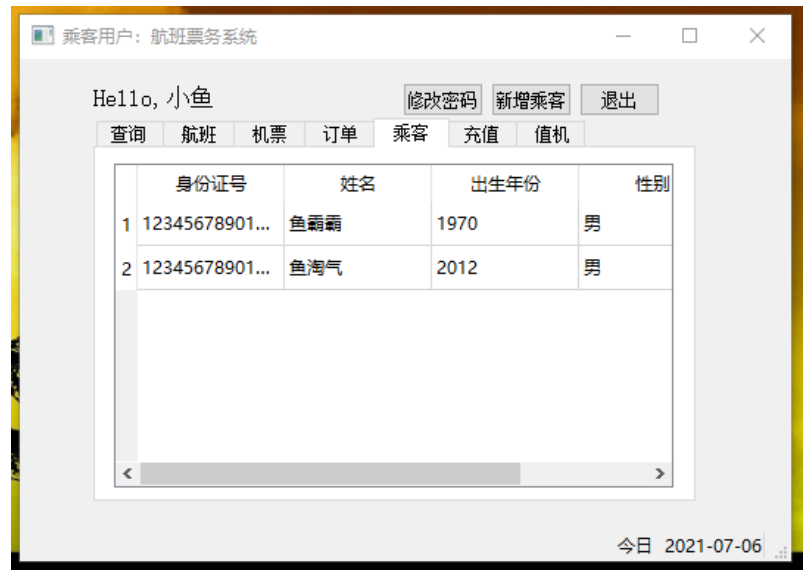 乘客用户：航班票务系统
Hello,小鱼 修改密码 新增乘客 退出
查询 航班 机票 订单 乘客 充值 值机
身份证号 姓名 出生年份 性别
1 12345678901... 鱼霸霸 1970 男
2 12345678901... 鱼淘气 2012 男
今日 2021-07-06